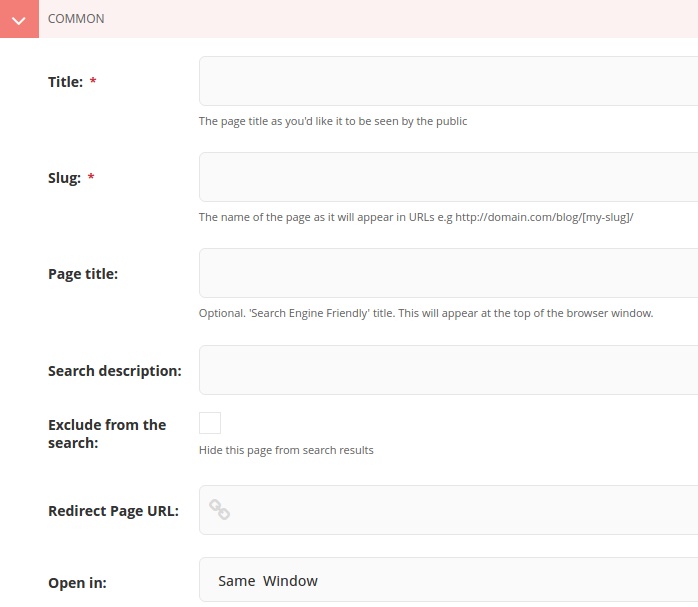 COMMON
Title: *
The page title as you'd like it to be seen by the public
Slug: *
The name of the page as it will appear in URLs e.g http://domain.com/blog/[my-slug]/
Page title:
Optional. 'Search Engine Friendly' title. This will appear at the top of the browser window.
Search description:
Exclude from the
search:
Hide this page from search results
Redirect Page URL:
Open in:
Same Window